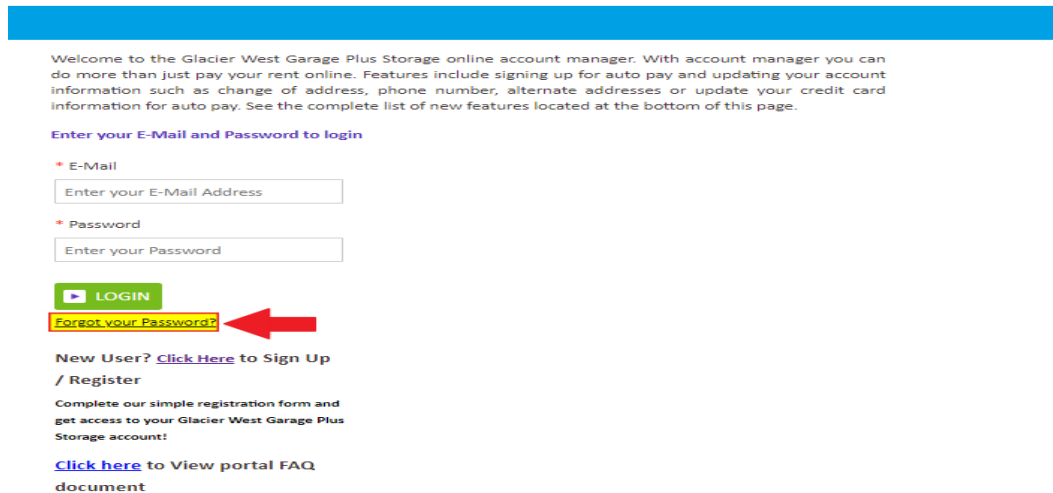 Welcome to the Glacier West Garage Plus Storage online account manager. With account manager you can
do more than just pay your rent online. Features include signing up for auto pay and updating your account
information such as change of address, phone number, alternate addresses or update your credit card
information for auto pay. See the complete list of new features located at the bottom of this page.
Enter your E-Mail and Password to login
* E-Mail
Enter your E-Mail Address
* Password
Enter your Password
LOGIN
Forgot your Password?
New User? Click Here to Sign Up
/ Register
Complete our simple registration form and
get access to your Glacier West Garage Plus
Storage account!
Click here to View portal FAQ
document